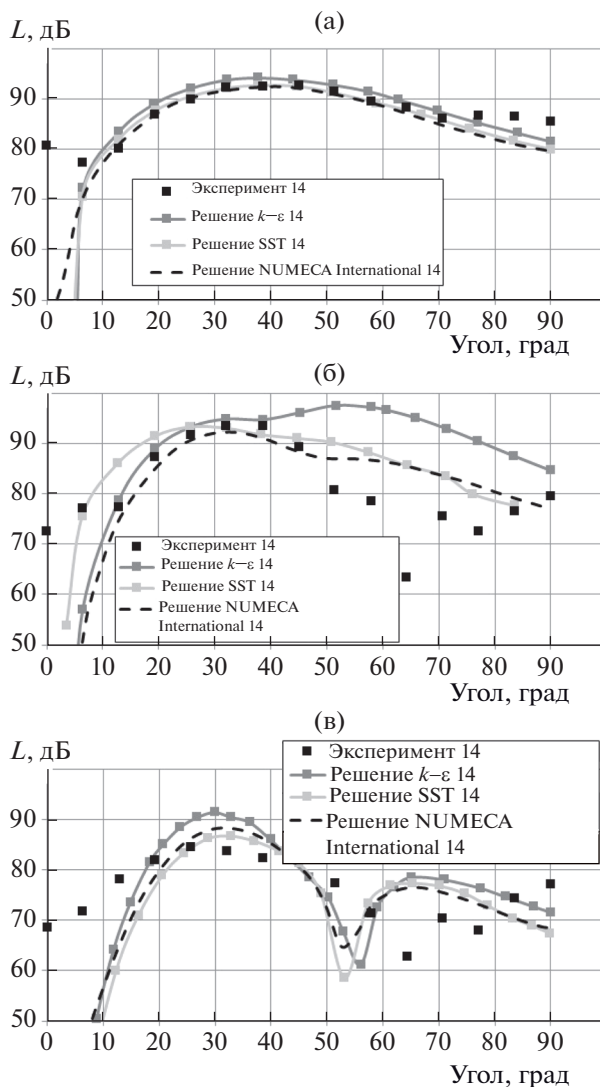 (а)
L, дБ
90
80
70
60
50
Эксперимент 14
Решение k–ε 14
Решение SST 14
Решение NUMECA International 14
0 10 20 30 40 50 60 70 80 90
Угол, град
(б)
L, дБ
90
80
70
60
50
Эксперимент 14
Решение k–ε 14
Решение SST 14
Решение NUMECA
International 14
0 10 20 30 40 50 60 70 80 90
Угол, град
(в)
L, дБ
90
80
70
60
50
Эксперимент 14
Решение k–ε 14
Решение SST 14
Решение NUMECA
International 14
0 10 20 30 40 50 60 70 80 90
Угол, град